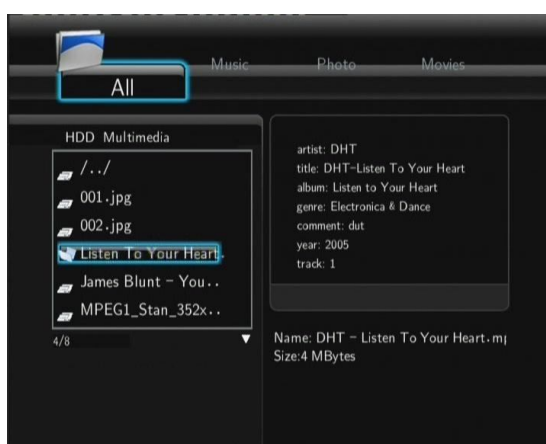 Music Photo Movies
All
HDD Multimedia
/../
001.jpg
002.jpg
Listen To Your Heart.
James Blunt - You..
MPEG1_Stan_352x..
4/8
artist: DHT
title: DHT-Listen To Your Heart
album: Listen to Your Heart
genre: Electronica & Dance
comment: dut
year: 2005
track: 1
Name: DHT - Listen To Your Heart.mp
Size:4 MBytes